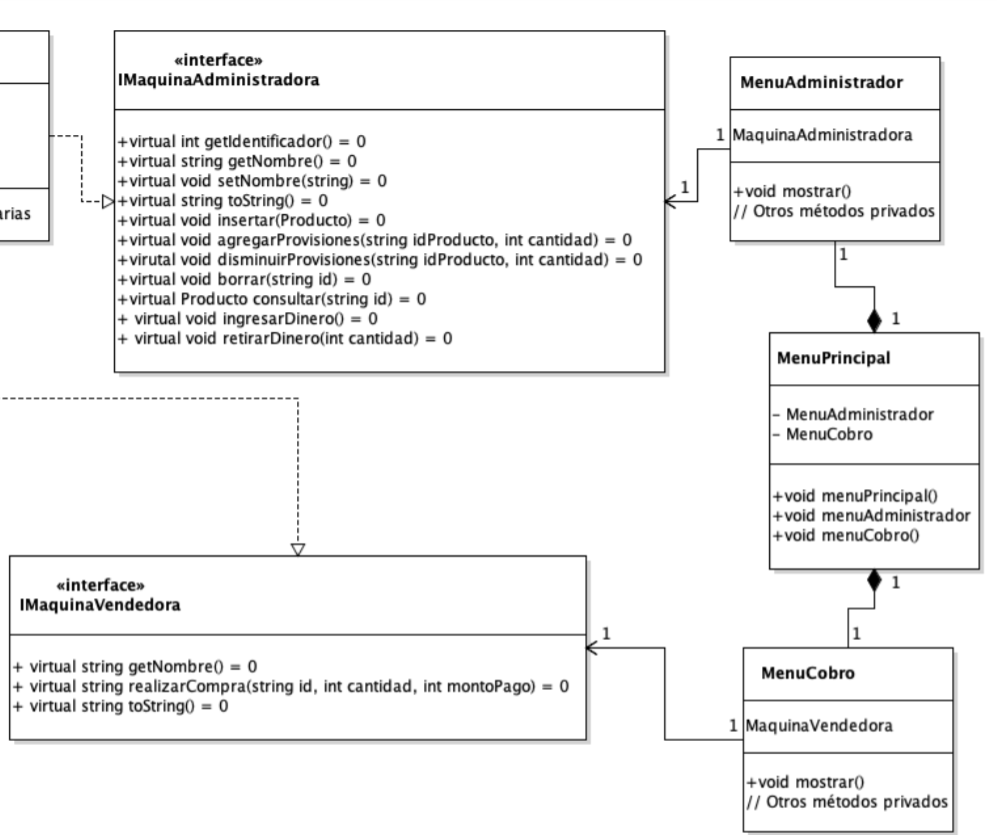 arias
«interface»
IMaquinaAdministradora
+virtual int getIdentificador() = 0
+virtual string getNombre() = 0
+virtual void setNombre(string) = 0
+virtual string toString() = 0
+virtual void insertar(Producto) = 0
+virtual void agregarProvisiones(string idProducto, int cantidad) = 0
+virutal void disminuirProvisiones(string idProducto, int cantidad) = 0
+virtual void borrar(string id) = 0
+virtual Producto consultar(string id) = 0
+ virtual void ingresarDinero() = 0
+ virtual void retirarDinero(int cantidad) = 0
1
1
MenuAdministrador
MaquinaAdministradora
+void mostrar()
// Otros métodos privados
1
1
MenuPrincipal
- MenuAdministrador
- MenuCobro
+void menuPrincipal()
+void menuAdministrador
+void menuCobro()
1
1
«interface»
IMaquinaVendedora
+ virtual string getNombre() = 0
+ virtual string realizarCompra(string id, int cantidad, int montoPago) = 0
+ virtual string toString() = 0
1
1
MenuCobro
MaquinaVendedora
+void mostrar()
// Otros métodos privados